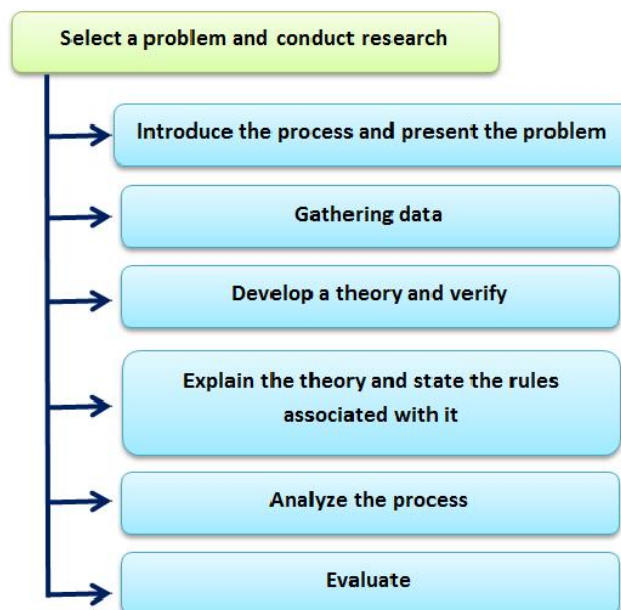 Select a problem and conduct research
Introduce the process and present the problem
Gathering data
Develop a theory and verify
Explain the theory and state the rules
associated with it
Analyze the process
Evaluate